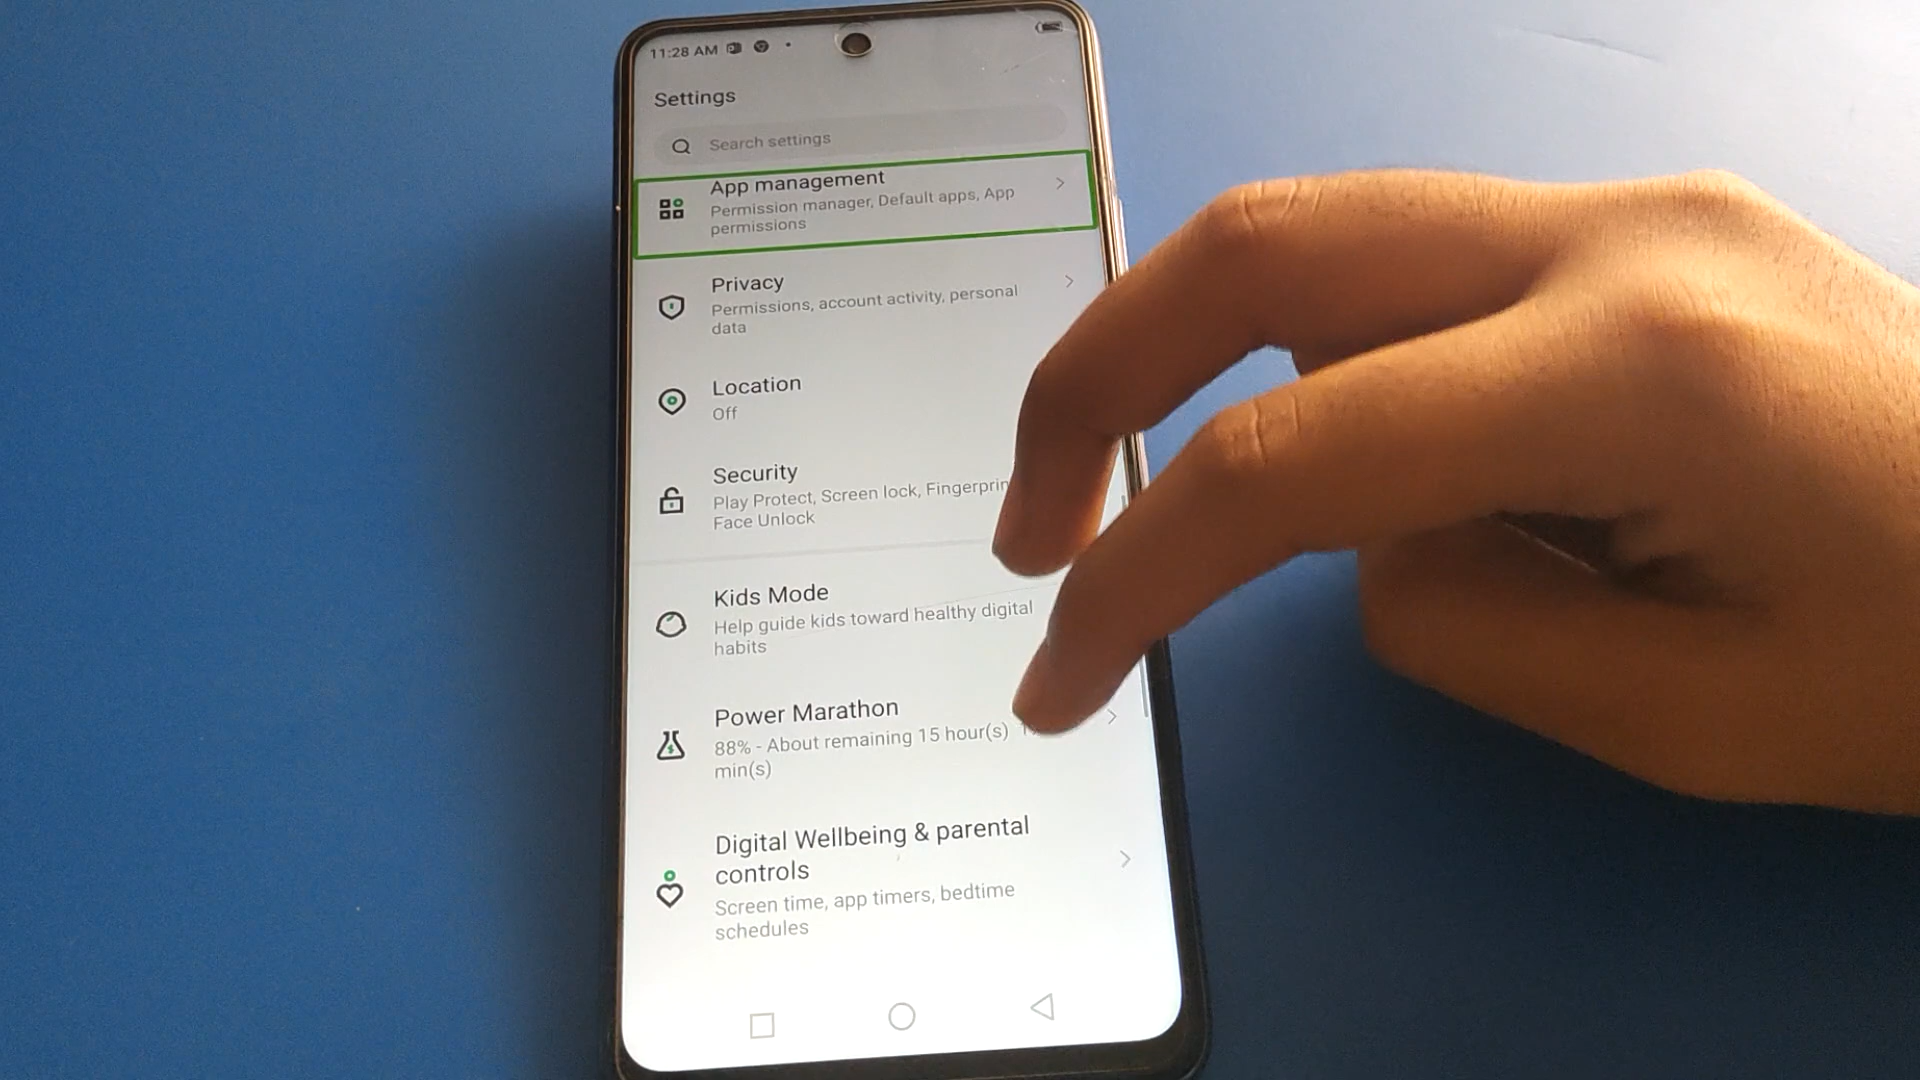 11:28 AM
Settings
Search settings
App management
Permission manager, Default apps, App
permissions
Privacy
Permissions, account activity, personal
data
Location
Off
Security
Play Protect, Screen lock,
Face Unlock
Kids Mode
Help guide kids toward healthy digital
habits
Power Marathon
88% - About remaining 15 hour(s)
min(s)
Digital Wellbeing & parental
controls
Screen time, app timers, bedtime
schedules